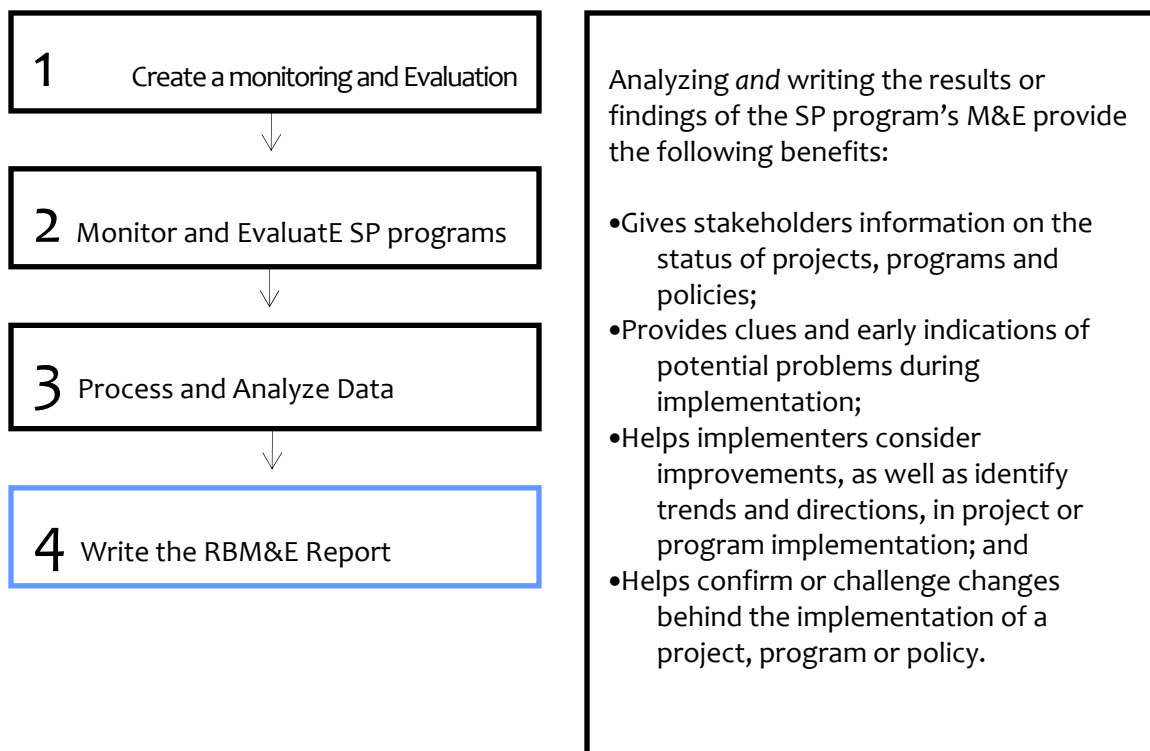 1 Create a monitoring and Evaluation
2 Monitor and EvaluatE SP programs
3 Process and Analyze Data
4 Write the RBM&E Report
Analyzing and writing the results or
findings of the SP program’s M&E provide
the following benefits:
•Gives stakeholders information on the
status of projects, programs and
policies;
•Provides clues and early indications of
potential problems during
implementation;
•Helps implementers consider
improvements, as well as identify
trends and directions, in project or
program implementation; and
•Helps confirm or challenge changes
behind the implementation of a
project, program or policy.